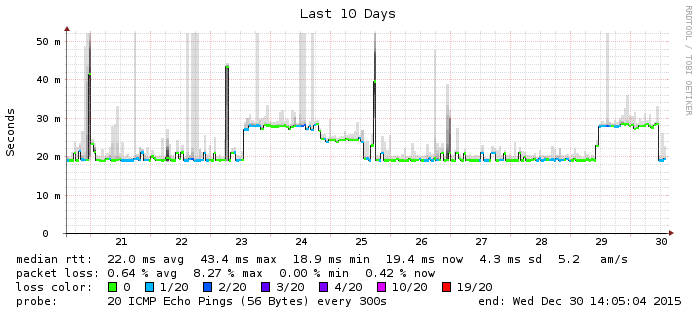 Last 10 Days
RRDTOOL / TOBI OETIKER
Seconds
50 m
40 m
30 m
20 m
10 m
0
21 22 23 24 25 26 27 28 29 30
median rtt: 22.0 ms avg 43.4 ms max 18.9 ms min 19.4 ms now 4.3 ms sd 5.2 am/s
packet loss: 0.64 % avg 8.27 % max 0.00 % min 0.42 % now
loss color: 0 1/20 2/20 3/20 4/20 10/20 19/20
probe: 20 ICMP Echo Pings (56 Bytes) every 300s end: Wed Dec 30 14:05:04 2015